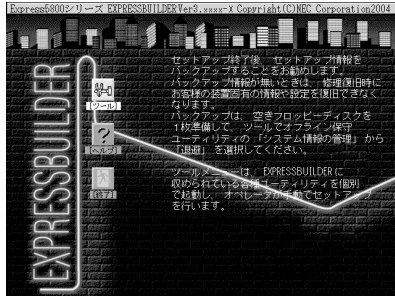 Express5800シリーズ EXPRESSBUILDER Ver3.xxxx-X Copyright(C)NEC Corporation2004
EXPRESSBUILDER
セットアップ終了後、セットアップ情報を
バックアップすることをお勧めします。
バックアップ情報が無いときは、修理復旧時に
お客様の装置固有の情報や設定を復旧できなく
なります。
バックアップは、空きフロッピーディスクを
1枚準備して、ツールでオフライン保守
ユーティリティの「システム情報の管理」から
「退避」を選択してください。
ツールメニューは、EXPRESSBUILDERに
収められている各種ユーティリティを個別
で起動し、オペレータが手動でセットアップ
を行います。
[ツール]
?
[ヘルプ]
[終了]